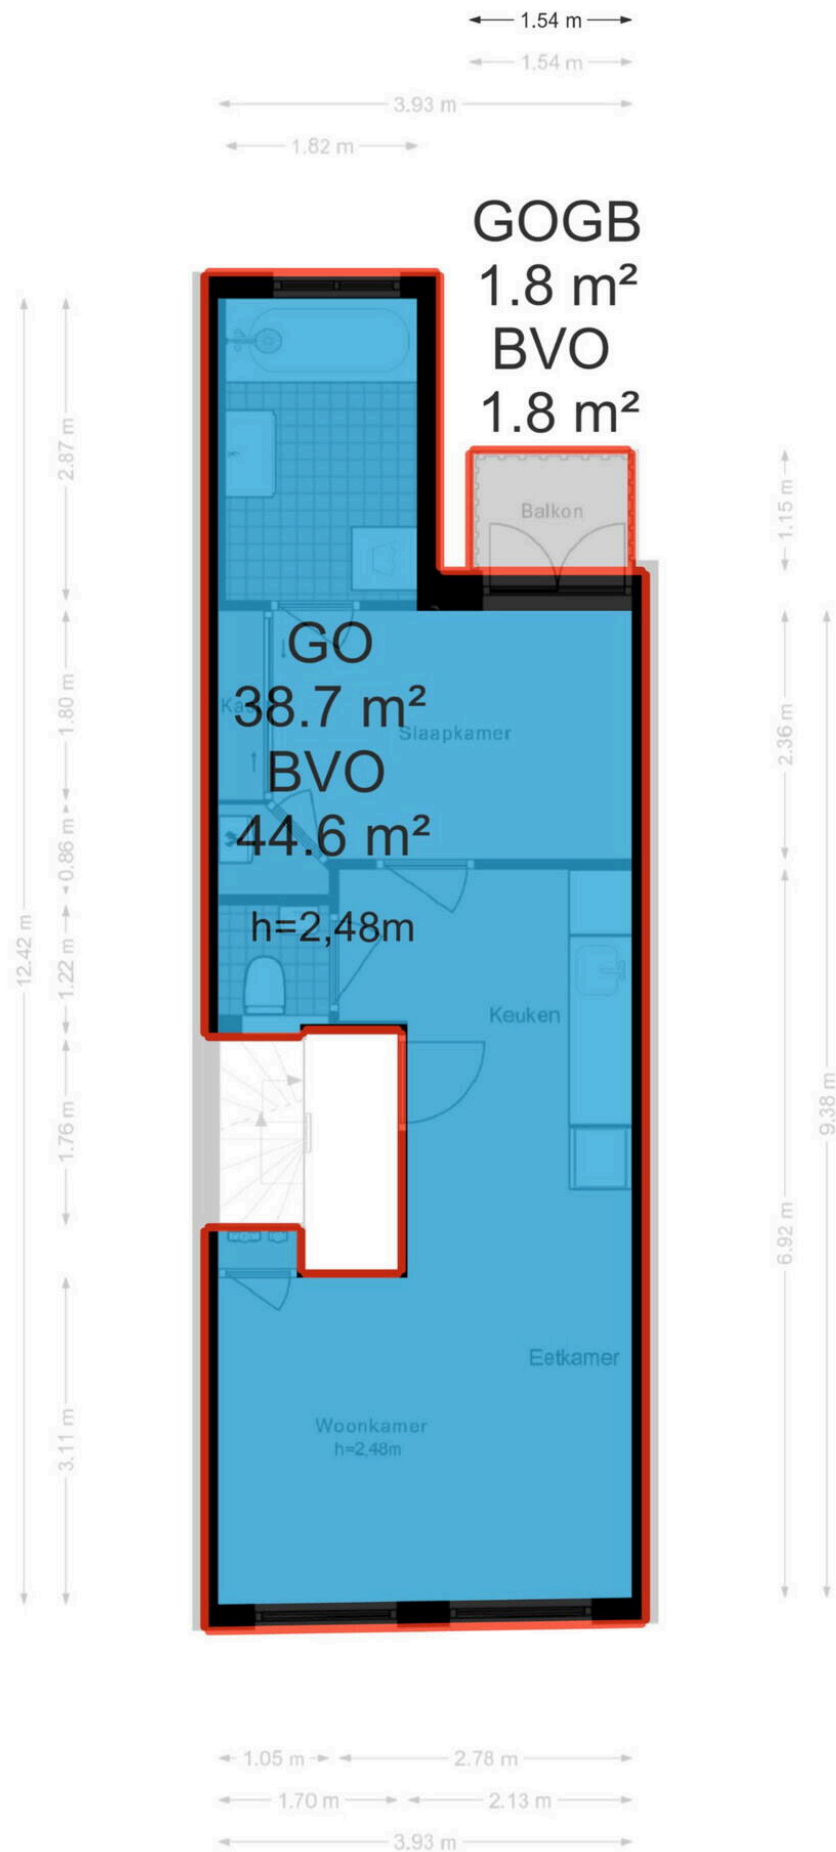 1.54 m
1.54 m
3.93 m
1.82 m
GOGB
1.8 m²
BVO
1.8 m²
2.87 m
1.15 m
Balkon
GO
38.7 m²
Slaapkamer
BVO
44.6 m²
h=2,48m
1.80 m
2.36 m
0.86 m
12.42 m
1.22 m
Keuken
9.38 m
1.76 m
6.92 m
Eetkamer
Woonkamer
h=2,48m
3.11 m
1.05 m
2.78 m
1.70 m
2.13 m
3.93 m